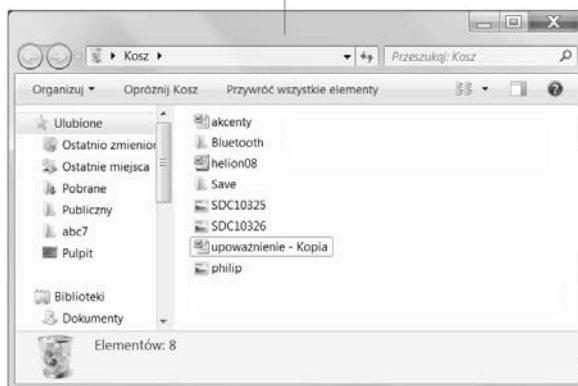 Kosz
Przeszukaj: Kosz
Organizuj
Opróżnij Kosz
Przywróć wszystkie elementy
Ulubione
Ostatnio zmienion
Ostatnie miejsca
Pobrane
Publiczny
abc7
Pulpit
Biblioteki
Dokumenty
akcenty
Bluetooth
helion08
Save
SDC10325
SDC10326
upoważnienie - Kopia
philip
Elementów: 8